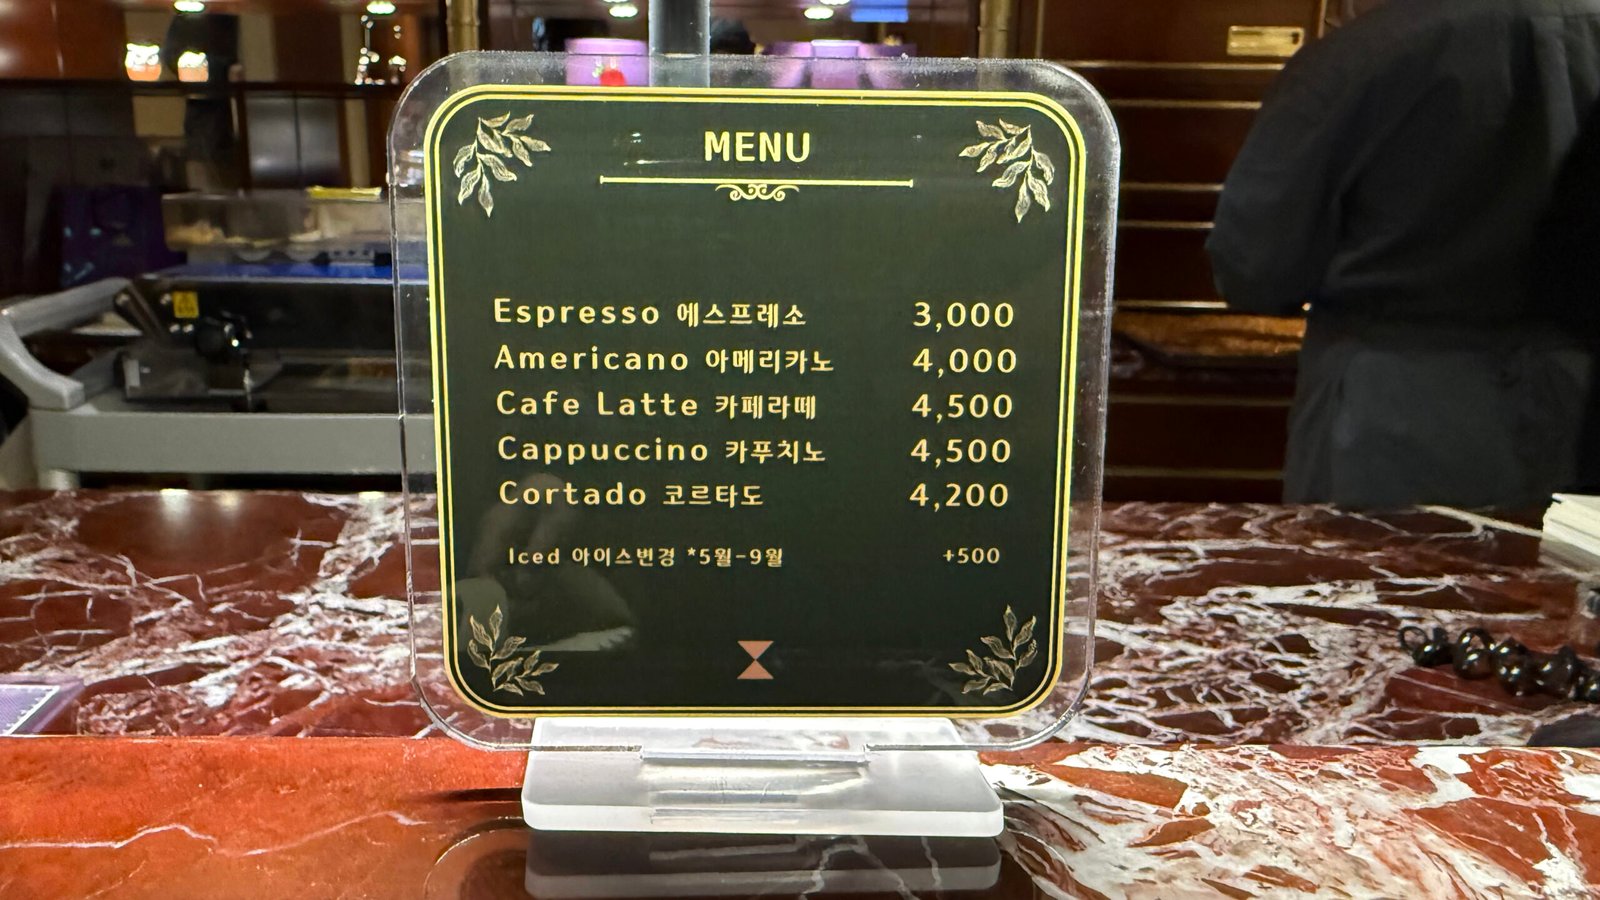 MENU
Espresso 에스프레소 3,000
Americano 아메리카노 4,000
Cafe Latte 카페라떼 4,500
Cappuccino 카푸치노 4,500
Cortado 코르타도 4,200
Iced 아이스변경 *5월-9월 +500